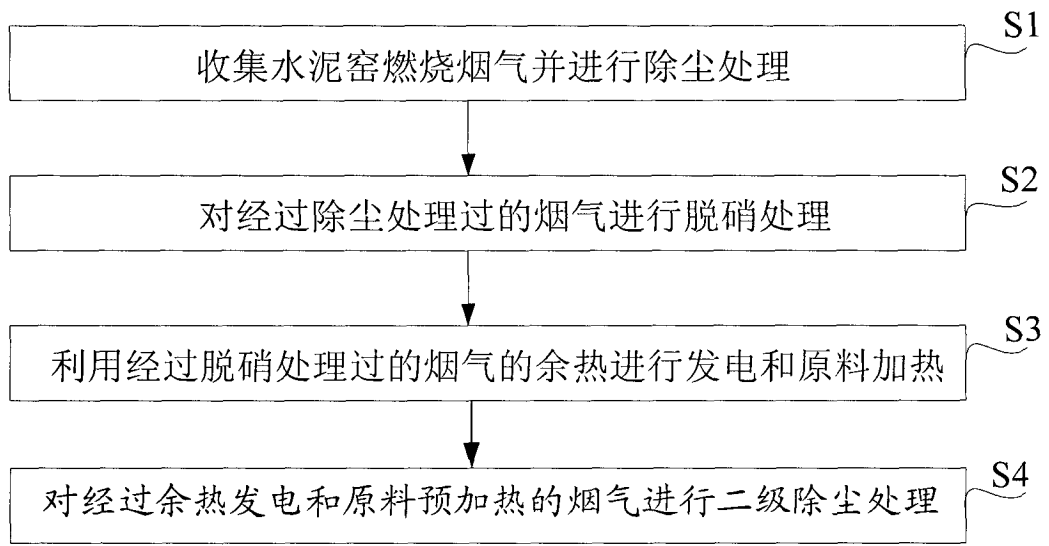 S1
收集水泥窑燃烧烟气并进行除尘处理
S2
对经过除尘处理过的烟气进行脱硝处理
S3
利用经过脱硝处理过的烟气的余热进行发电和原料加热
S4
对经过余热发电和原料预加热的烟气进行二级除尘处理